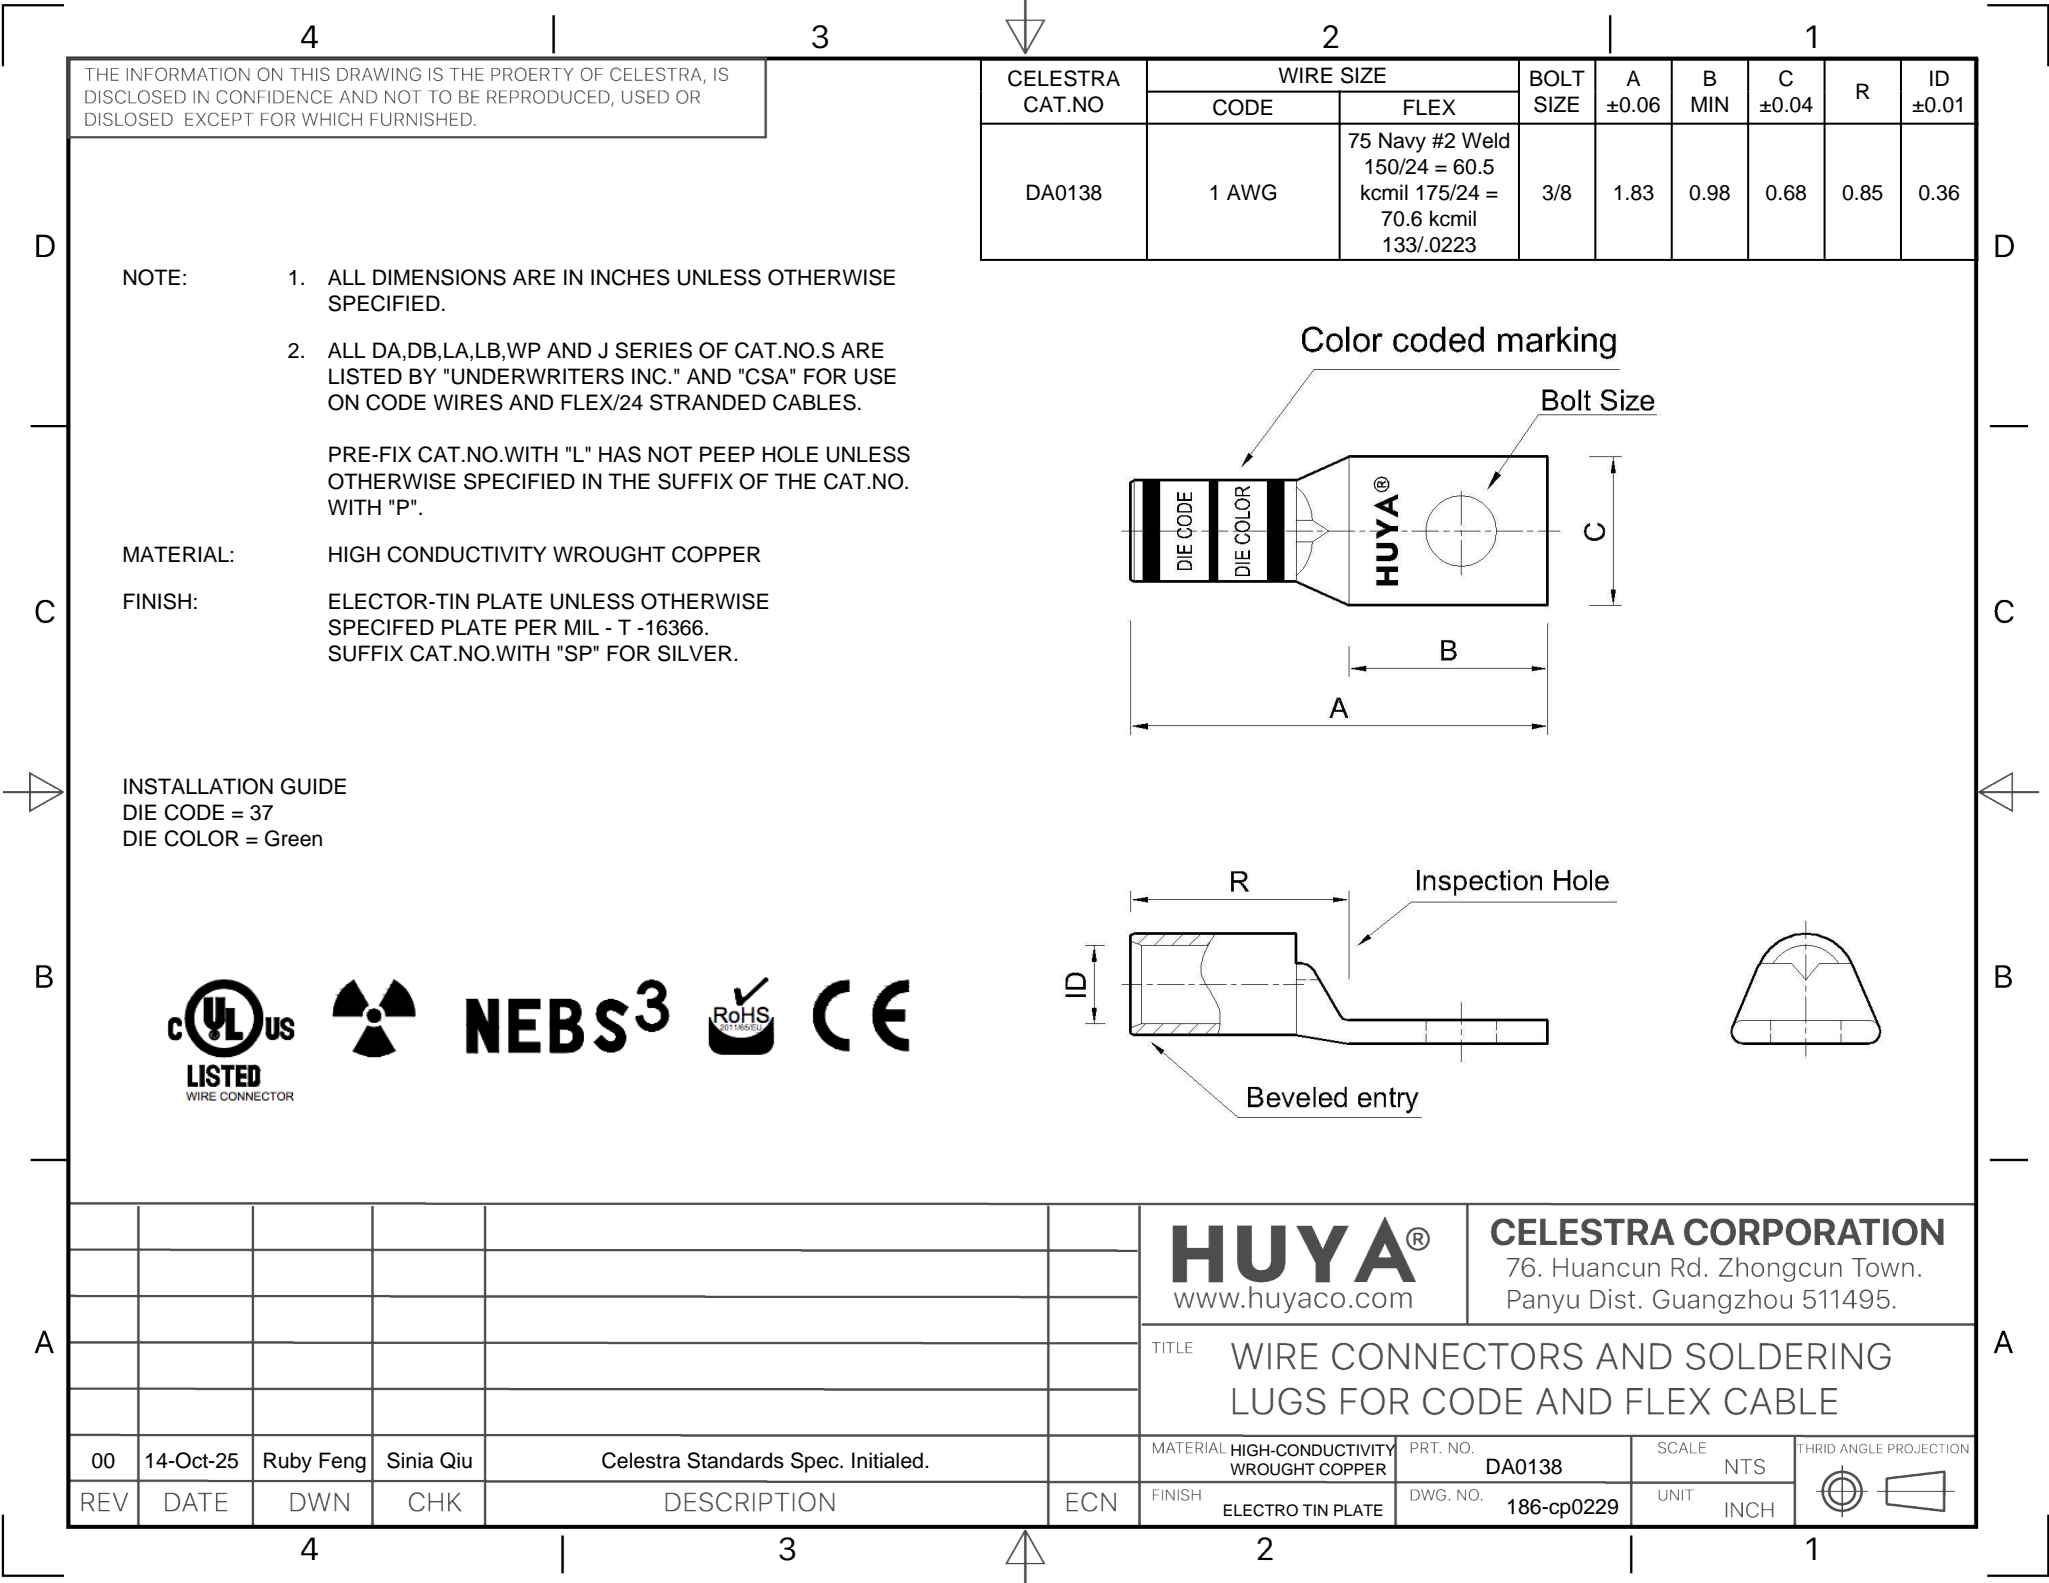 4
3
2
1
THE INFORMATION ON THIS DRAWING IS THE PROERTY OF CELESTRA, IS
DISCLOSED IN CONFIDENCE AND NOT TO BE REPRODUCED, USED OR
DISLOSED EXCEPT FOR WHICH FURNISHED.
CELESTRA
CAT.NO
WIRE SIZE
CODE
FLEX
BOLT
SIZE
A
±0.06
B
MIN
C
±0.04
R
ID
±0.01
DA0138
1 AWG
75 Navy #2 Weld
150/24 = 60.5
kcmil 175/24 =
70.6 kcmil
133/.0223
3/8
1.83
0.98
0.68
0.85
0.36
D
D
NOTE:
1. ALL DIMENSIONS ARE IN INCHES UNLESS OTHERWISE
SPECIFIED.
2. ALL DA,DB,LA,LB,WP AND J SERIES OF CAT.NO.S ARE
LISTED BY "UNDERWRITERS INC." AND "CSA" FOR USE
ON CODE WIRES AND FLEX/24 STRANDED CABLES.
PRE-FIX CAT.NO.WITH "L" HAS NOT PEEP HOLE UNLESS
OTHERWISE SPECIFIED IN THE SUFFIX OF THE CAT.NO.
WITH "P".
MATERIAL:
HIGH CONDUCTIVITY WROUGHT COPPER
FINISH:
ELECTOR-TIN PLATE UNLESS OTHERWISE
SPECIFED PLATE PER MIL - T -16366.
SUFFIX CAT.NO.WITH "SP" FOR SILVER.
Color coded marking
Bolt Size
DIE CODE
DIE COLOR
HUYA®
C
B
A
C
C
INSTALLATION GUIDE
DIE CODE = 37
DIE COLOR = Green
R
Inspection Hole
ID
Beveled entry
B
B
C UL US
LISTED
WIRE CONNECTOR
NEBS3
RoHS
2011/65/EU
CE
A
A
HUYA®
www.huyaco.com
CELESTRA CORPORATION
76. Huancun Rd. Zhongcun Town.
Panyu Dist. Guangzhou 511495.
TITLE
WIRE CONNECTORS AND SOLDERING
LUGS FOR CODE AND FLEX CABLE
00
14-Oct-25
Ruby Feng
Sinia Qiu
Celestra Standards Spec. Initialed.
REV
DATE
DWN
CHK
DESCRIPTION
ECN
MATERIAL
HIGH-CONDUCTIVITY
WROUGHT COPPER
PRT. NO.
DA0138
SCALE
NTS
THRID ANGLE PROJECTION
FINISH
ELECTRO TIN PLATE
DWG. NO.
186-cp0229
UNIT
INCH
4
3
2
1